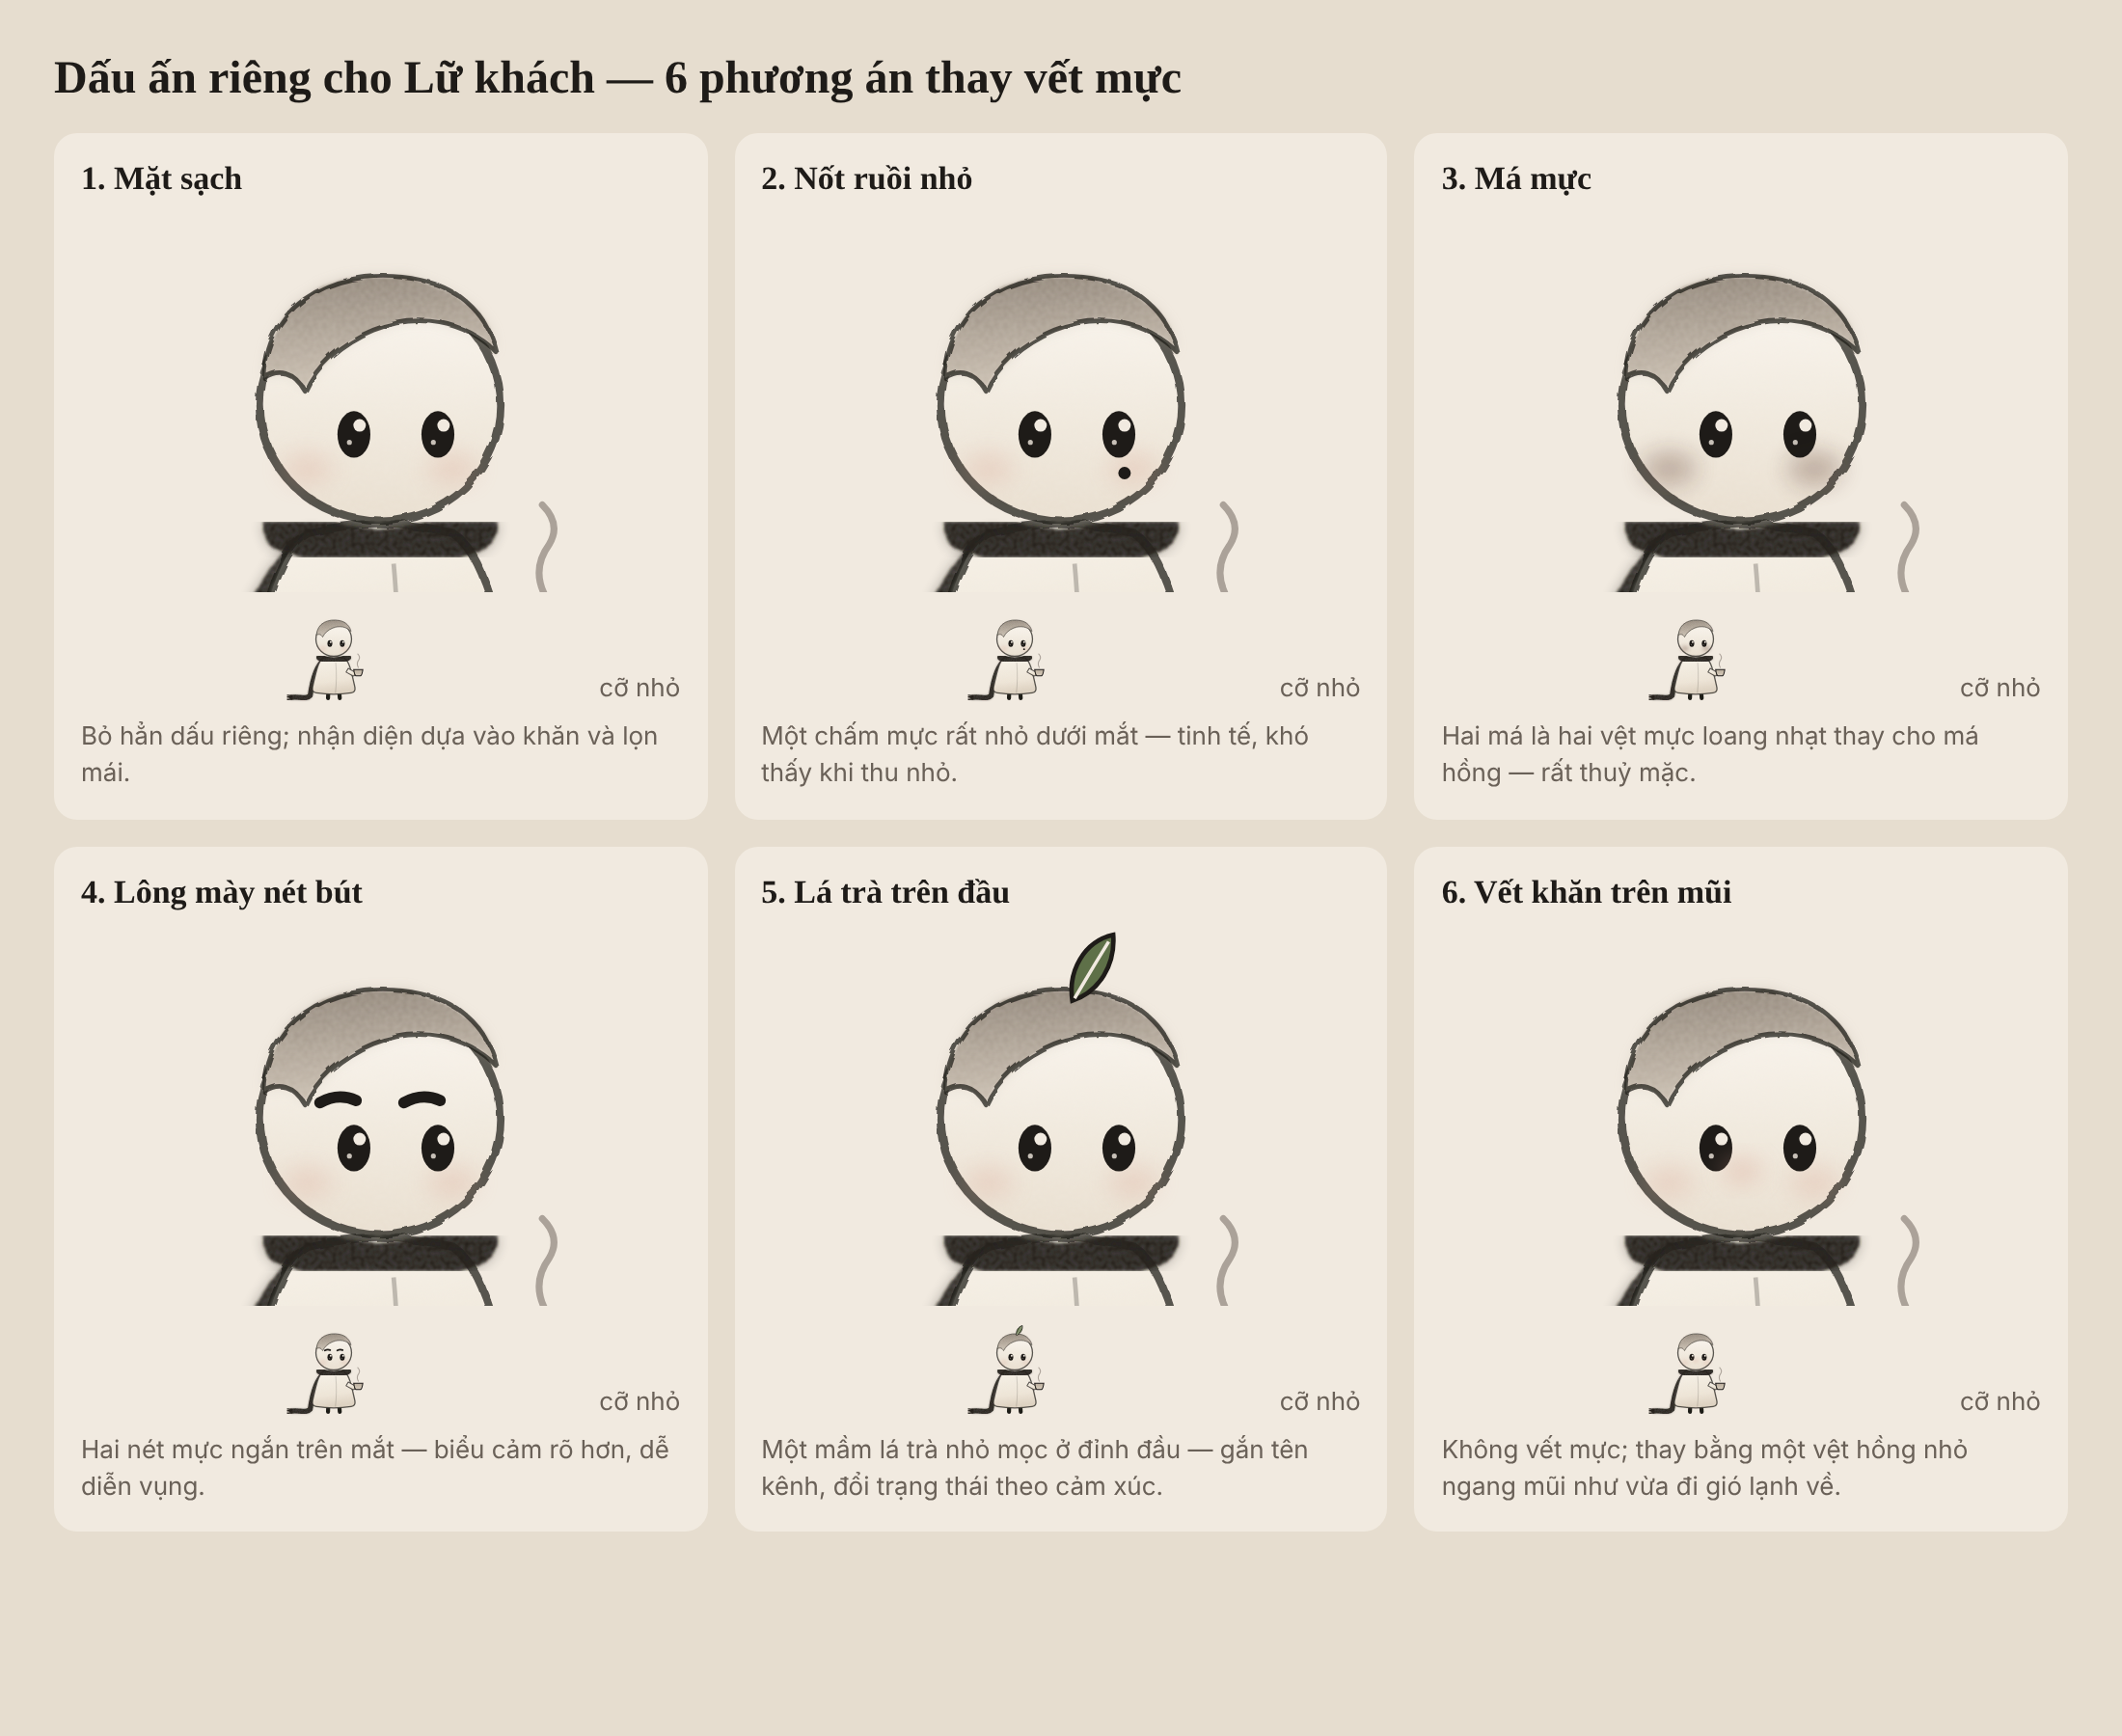 Dấu ấn riêng cho Lữ khách — 6 phương án thay vết mực
1. Mặt sạch
cỡ nhỏ
Bỏ hẳn dấu riêng; nhận diện dựa vào khăn và lọn
mái.
2. Nốt ruồi nhỏ
cỡ nhỏ
Một chấm mực rất nhỏ dưới mắt — tinh tế, khó
thấy khi thu nhỏ.
3. Má mực
cỡ nhỏ
Hai má là hai vệt mực loang nhạt thay cho má
hồng — rất thuỷ mặc.
4. Lông mày nét bút
cỡ nhỏ
Hai nét mực ngắn trên mắt — biểu cảm rõ hơn, dễ
diễn vụng.
5. Lá trà trên đầu
cỡ nhỏ
Một mầm lá trà nhỏ mọc ở đỉnh đầu — gắn tên
kênh, đổi trạng thái theo cảm xúc.
6. Vết khăn trên mũi
cỡ nhỏ
Không vết mực; thay bằng một vệt hồng nhỏ
ngang mũi như vừa đi gió lạnh về.